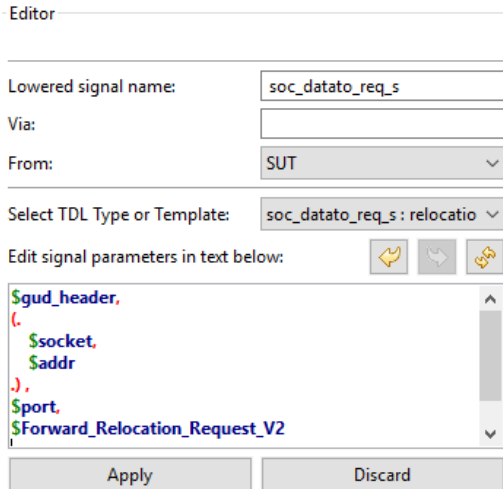 Editor
Lowered signal name: soc_datato_req_s
Via:
From: SUT
Select TDL Type or Template: soc_datato_req_s : relocatio
Edit signal parameters in text below:
$gud_header,
(.
$socket,
$addr
.) ,
$port,
$Forward_Relocation_Request_V2
Apply Discard